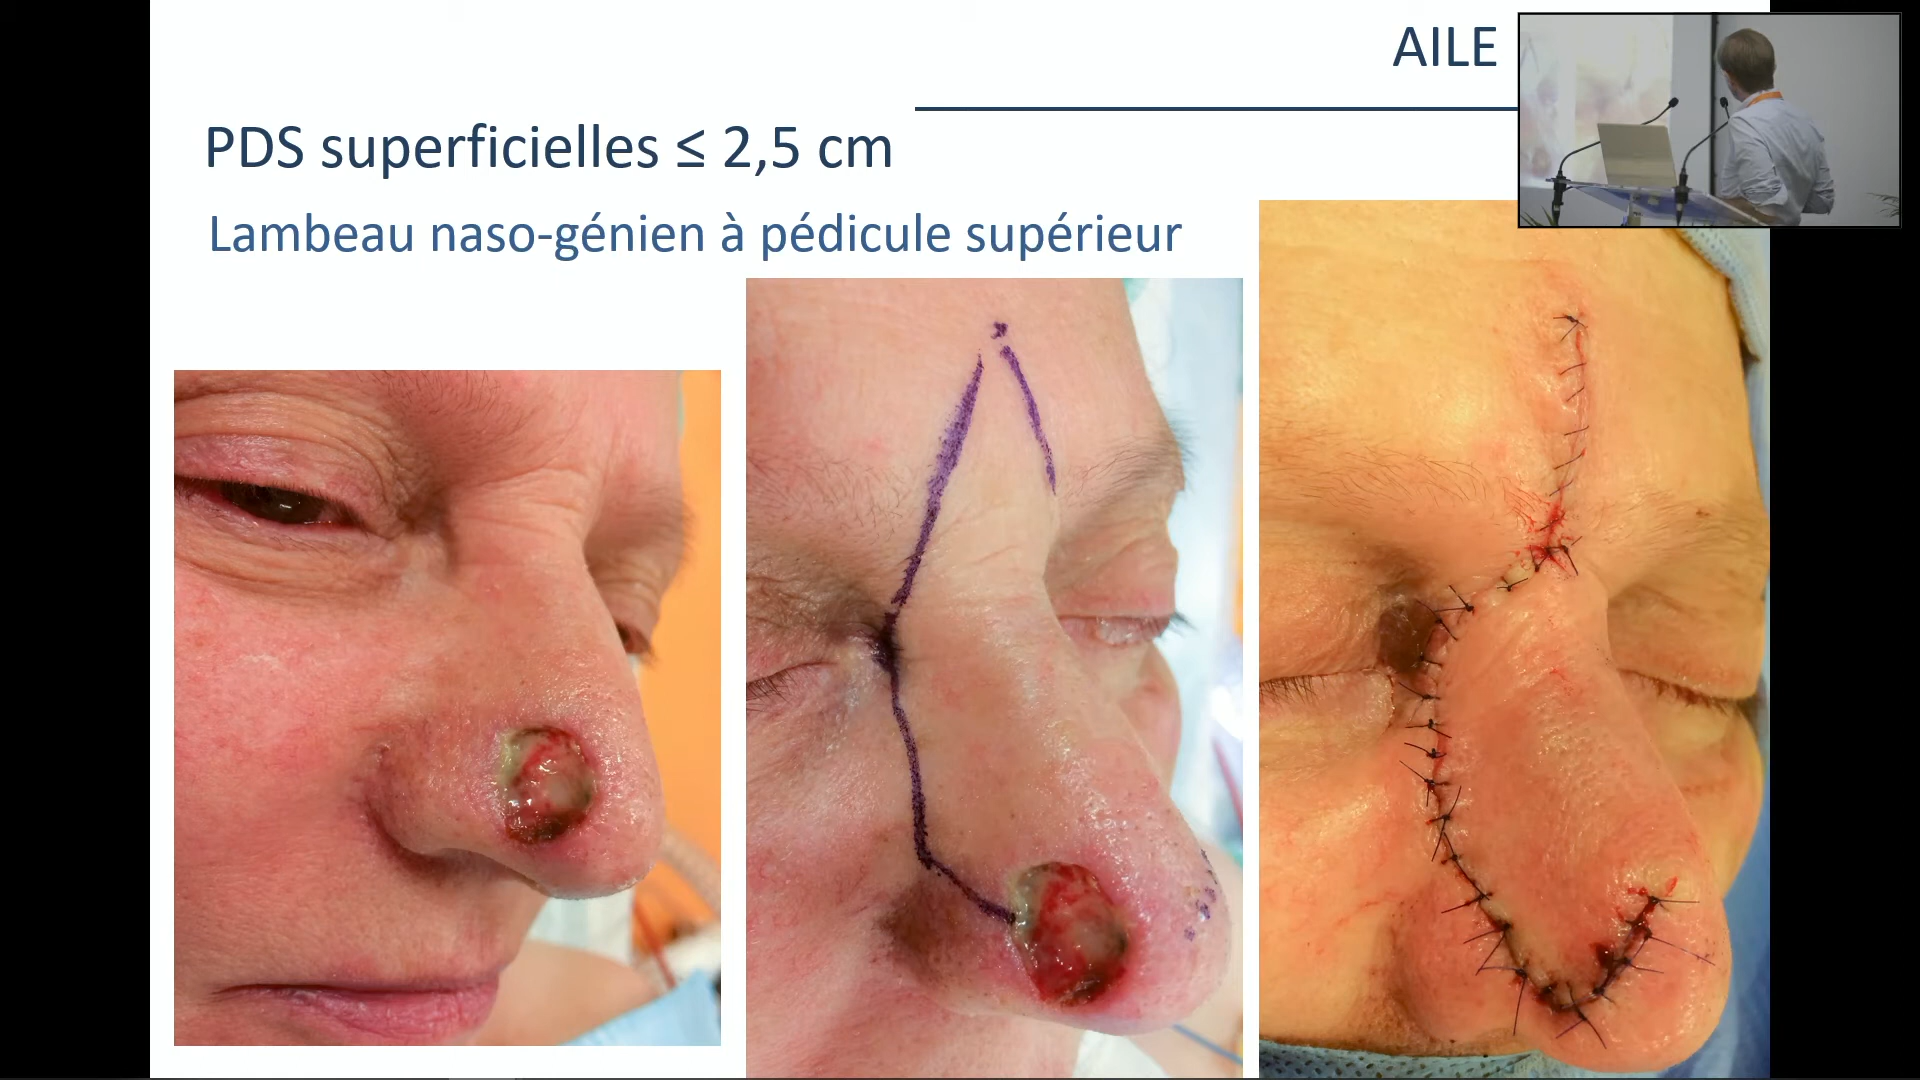 AILE
PDS superficielles ≤ 2,5 cm
Lambeau naso-génien à pédicule supérieur